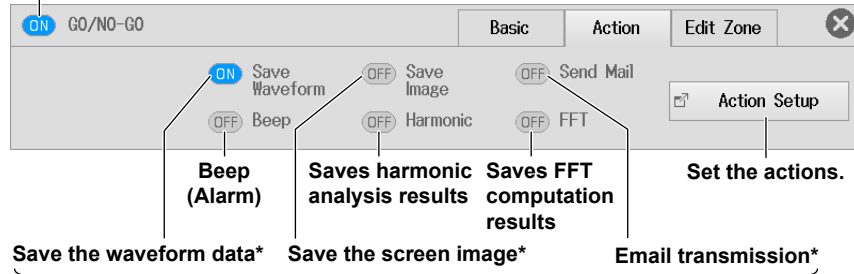 ON GO/NO-GO Basic Action Edit Zone
ON Save Waveform OFF Save Image OFF Send Mail
Action Setup
OFF Beep OFF Harmonic OFF FFT
Beep (Alarm)
Saves harmonic analysis results
Saves FFT computation results
Set the actions.
Save the waveform data* Save the screen image* Email transmission*